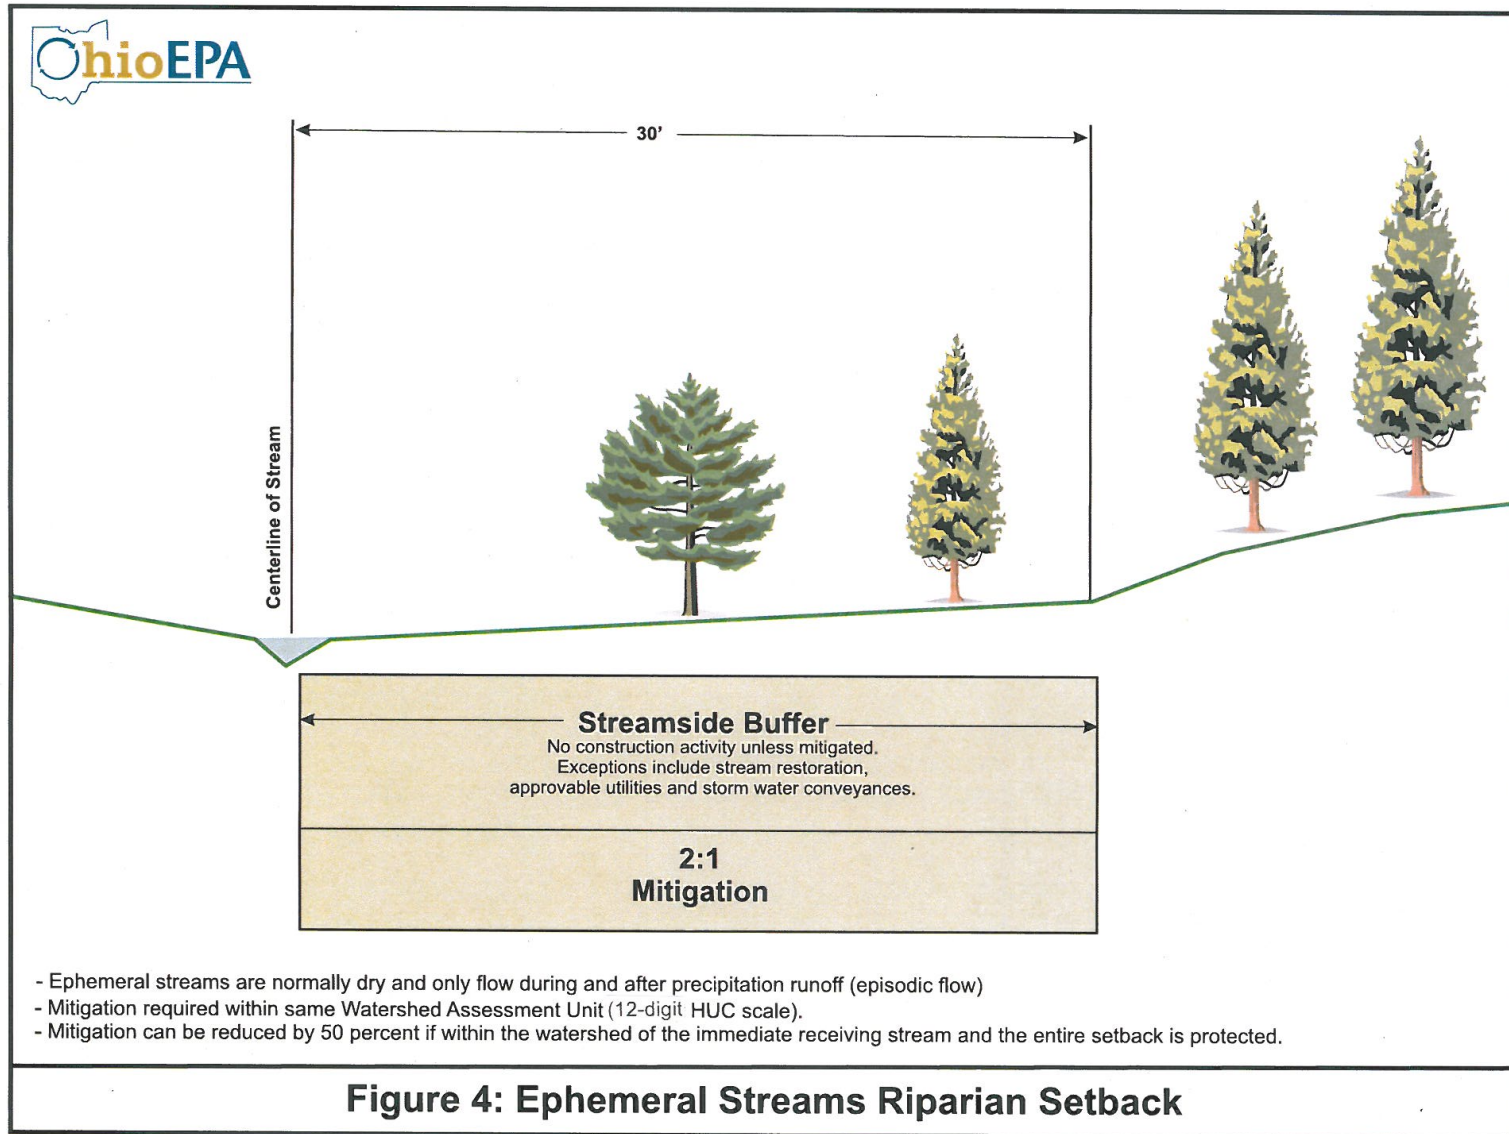 OhioEPA
30'
Centerline of Stream
Streamside Buffer
No construction activity unless mitigated.
Exceptions include stream restoration,
approvable utilities and storm water conveyances.
2:1
Mitigation
- Ephemeral streams are normally dry and only flow during and after precipitation runoff (episodic flow)
- Mitigation required within same Watershed Assessment Unit (12-digit HUC scale).
- Mitigation can be reduced by 50 percent if within the watershed of the immediate receiving stream and the entire setback is protected.
Figure 4: Ephemeral Streams Riparian Setback